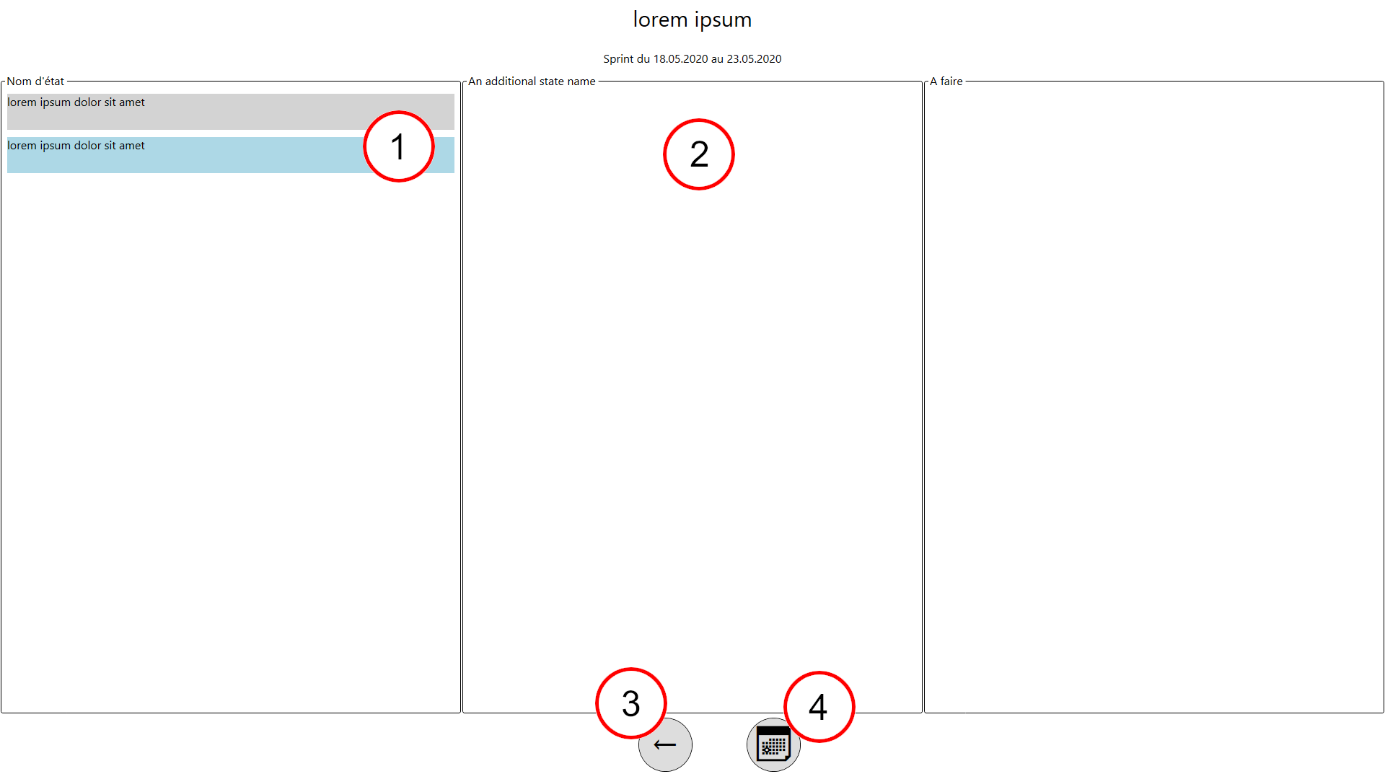 lorem ipsum
Sprint du 18.05.2020 au 23.05.2020
Nom d'état
An additional state name
A faire
lorem ipsum dolor sit amet
lorem ipsum dolor sit amet
1
2
3
4
←